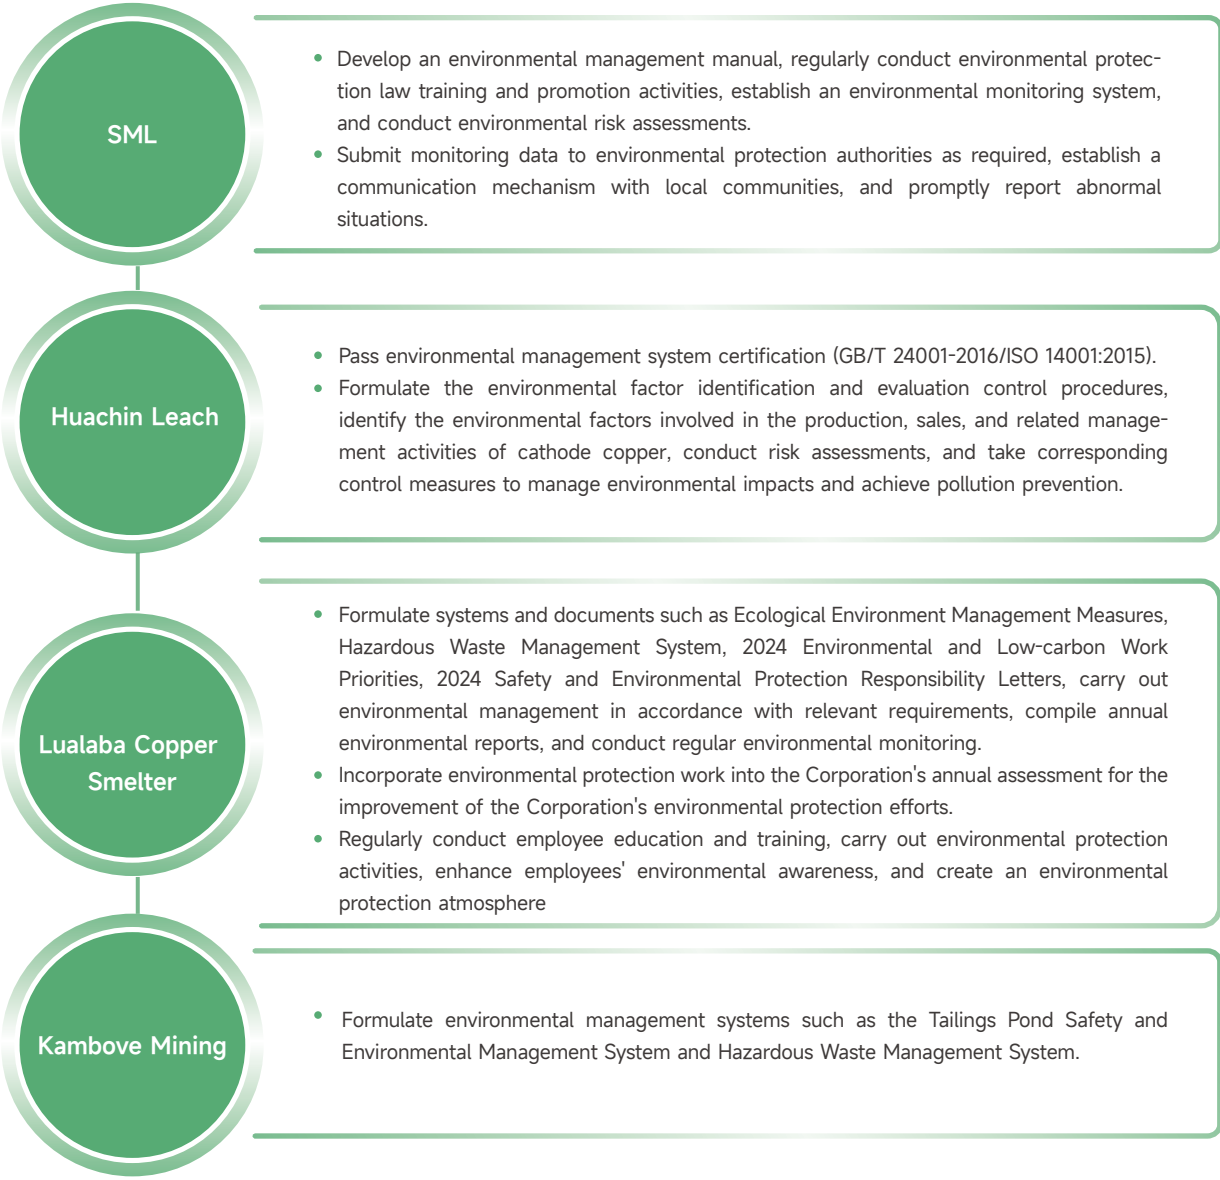 SML
• Develop an environmental management manual, regularly conduct environmental protec-
tion law training and promotion activities, establish an environmental monitoring system,
and conduct environmental risk assessments.
• Submit monitoring data to environmental protection authorities as required, establish a
communication mechanism with local communities, and promptly report abnormal
situations.
Huachin Leach
• Pass environmental management system certification (GB/T 24001-2016/ISO 14001:2015).
• Formulate the environmental factor identification and evaluation control procedures,
identify the environmental factors involved in the production, sales, and related manage-
ment activities of cathode copper, conduct risk assessments, and take corresponding
control measures to manage environmental impacts and achieve pollution prevention.
Lualaba Copper
Smelter
• Formulate systems and documents such as Ecological Environment Management Measures,
Hazardous Waste Management System, 2024 Environmental and Low-carbon Work
Priorities, 2024 Safety and Environmental Protection Responsibility Letters, carry out
environmental management in accordance with relevant requirements, compile annual
environmental reports, and conduct regular environmental monitoring.
• Incorporate environmental protection work into the Corporation's annual assessment for the
improvement of the Corporation's environmental protection efforts.
• Regularly conduct employee education and training, carry out environmental protection
activities, enhance employees' environmental awareness, and create an environmental
protection atmosphere
Kambove Mining
• Formulate environmental management systems such as the Tailings Pond Safety and
Environmental Management System and Hazardous Waste Management System.